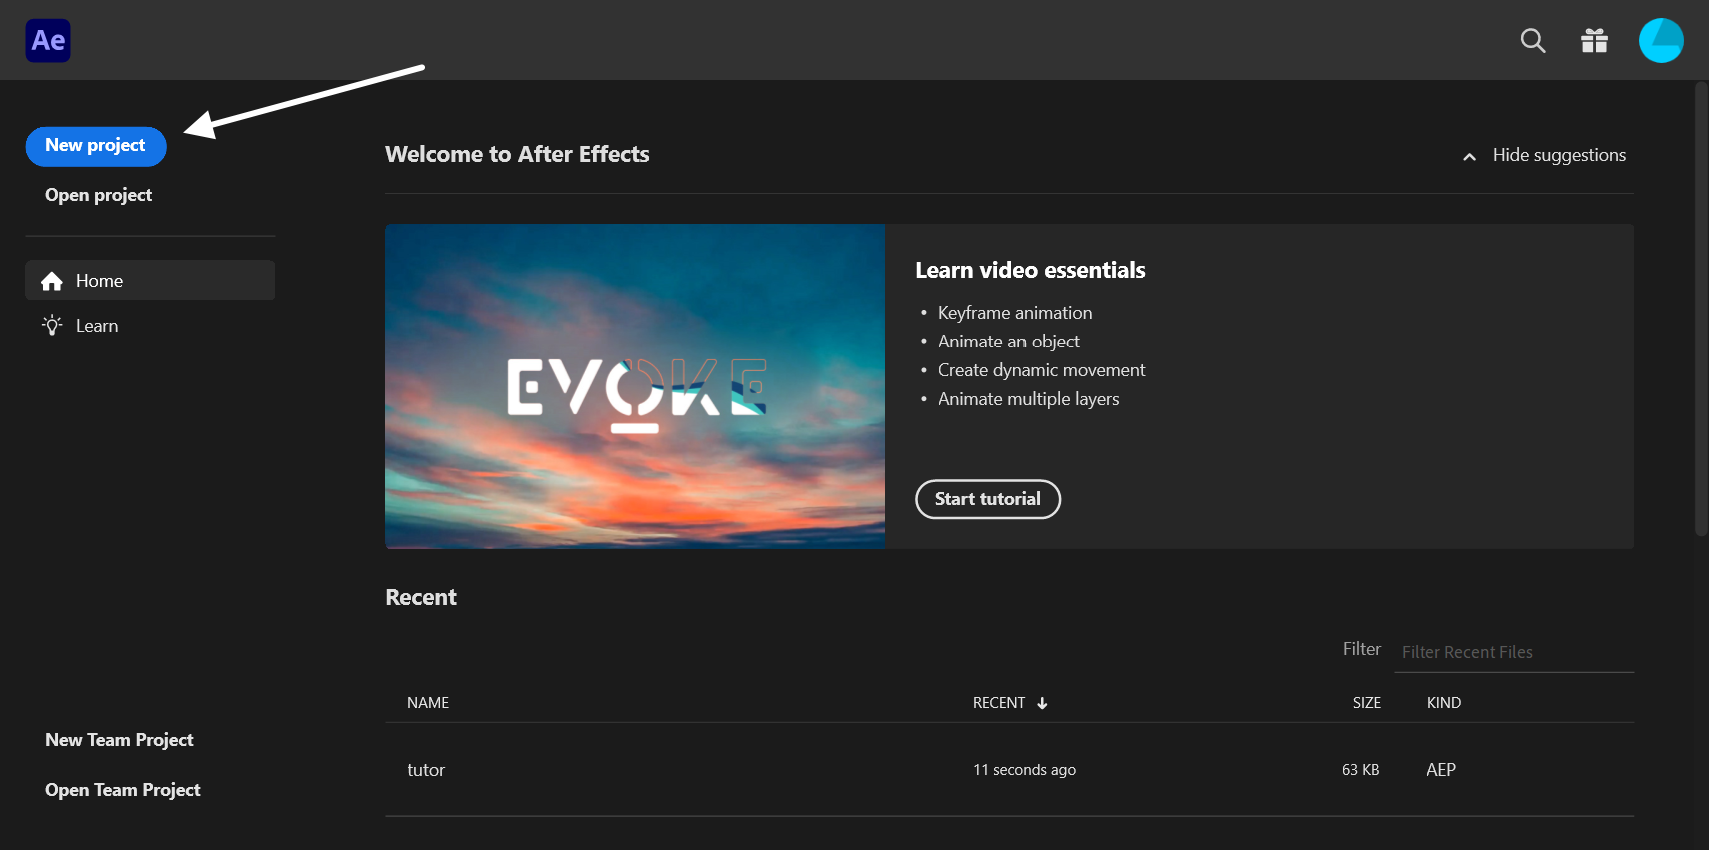 Ae
New project
Open project
Home
Learn
New Team Project
Open Team Project
Welcome to After Effects
Hide suggestions
EVOKE
Learn video essentials
• Keyframe animation
• Animate an object
• Create dynamic movement
• Animate multiple layers
Start tutorial
Recent
Filter Filter Recent Files
NAME RECENT SIZE KIND
tutor 11 seconds ago 63 KB AEP